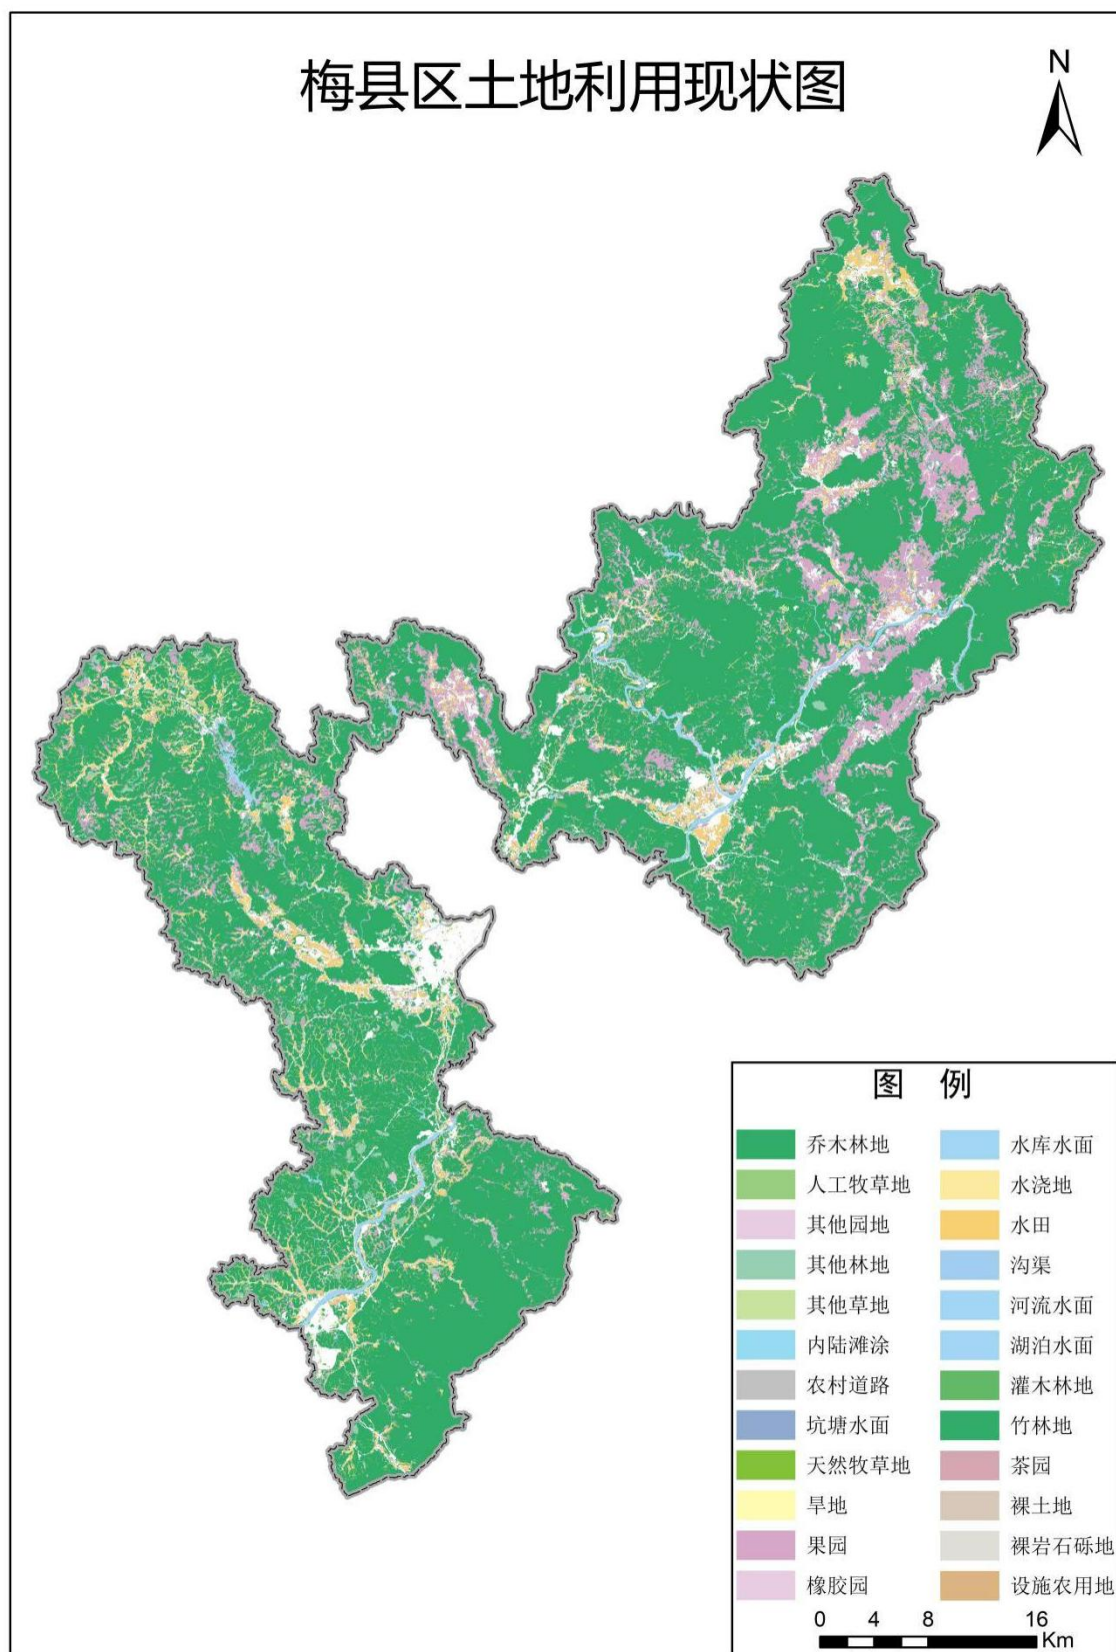 梅县区土地利用现状图
N
图 例
乔木林地
人工牧草地
其他园地
其他林地
其他草地
内陆滩涂
农村道路
坑塘水面
天然牧草地
旱地
果园
橡胶园
水库水面
水浇地
水田
沟渠
河流水面
湖泊水面
灌木林地
竹林地
茶园
裸土地
裸岩石砾地
设施农用地
0 4 8 16
Km